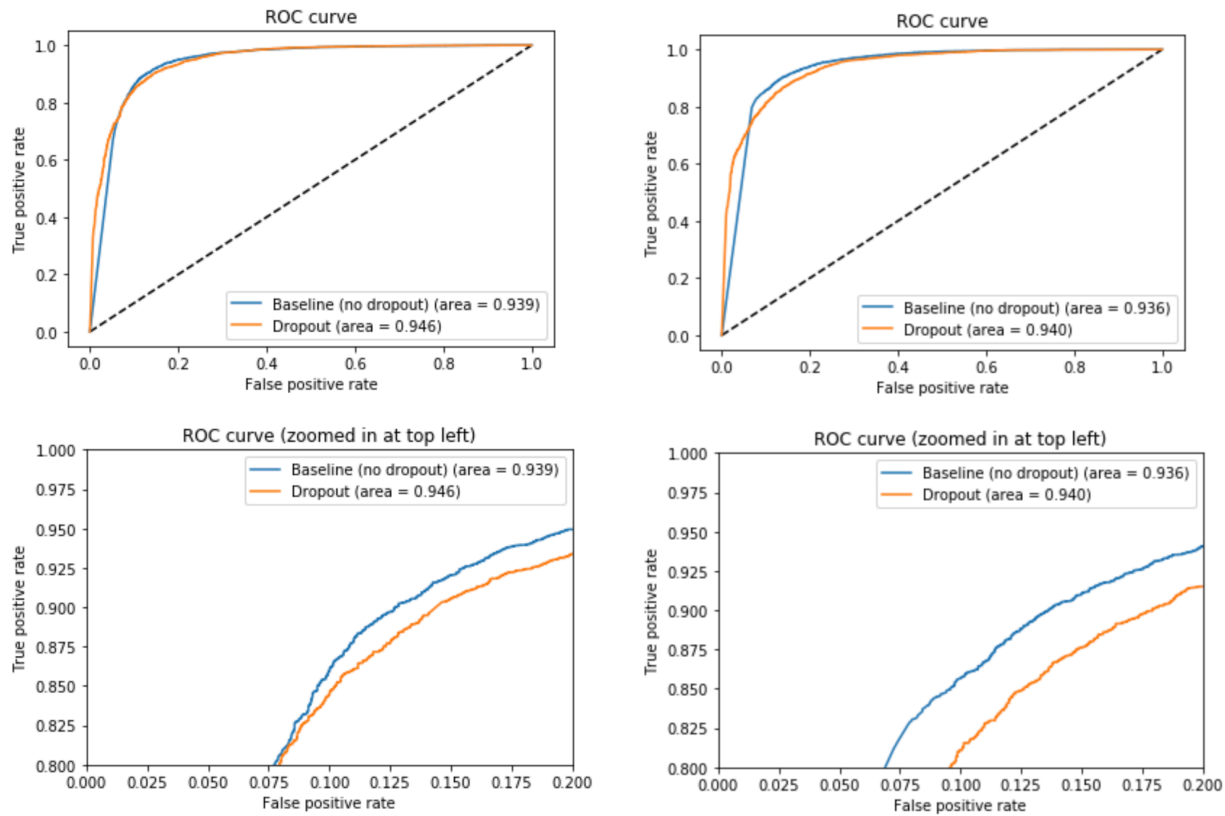 ROC curve
1.0
0.8
0.6
0.4
0.2
0.0
True positive rate
Baseline (no dropout) (area = 0.939)
Dropout (area = 0.946)
0.0 0.2 0.4 0.6 0.8 1.0
False positive rate
ROC curve
1.0
0.8
0.6
0.4
0.2
0.0
True positive rate
Baseline (no dropout) (area = 0.936)
Dropout (area = 0.940)
0.0 0.2 0.4 0.6 0.8 1.0
False positive rate
ROC curve (zoomed in at top left)
1.000
0.975
0.950
0.925
0.900
0.875
0.850
0.825
0.800
True positive rate
Baseline (no dropout) (area = 0.939)
Dropout (area = 0.946)
0.000 0.025 0.050 0.075 0.100 0.125 0.150 0.175 0.200
False positive rate
ROC curve (zoomed in at top left)
1.000
0.975
0.950
0.925
0.900
0.875
0.850
0.825
0.800
True positive rate
Baseline (no dropout) (area = 0.936)
Dropout (area = 0.940)
0.000 0.025 0.050 0.075 0.100 0.125 0.150 0.175 0.200
False positive rate